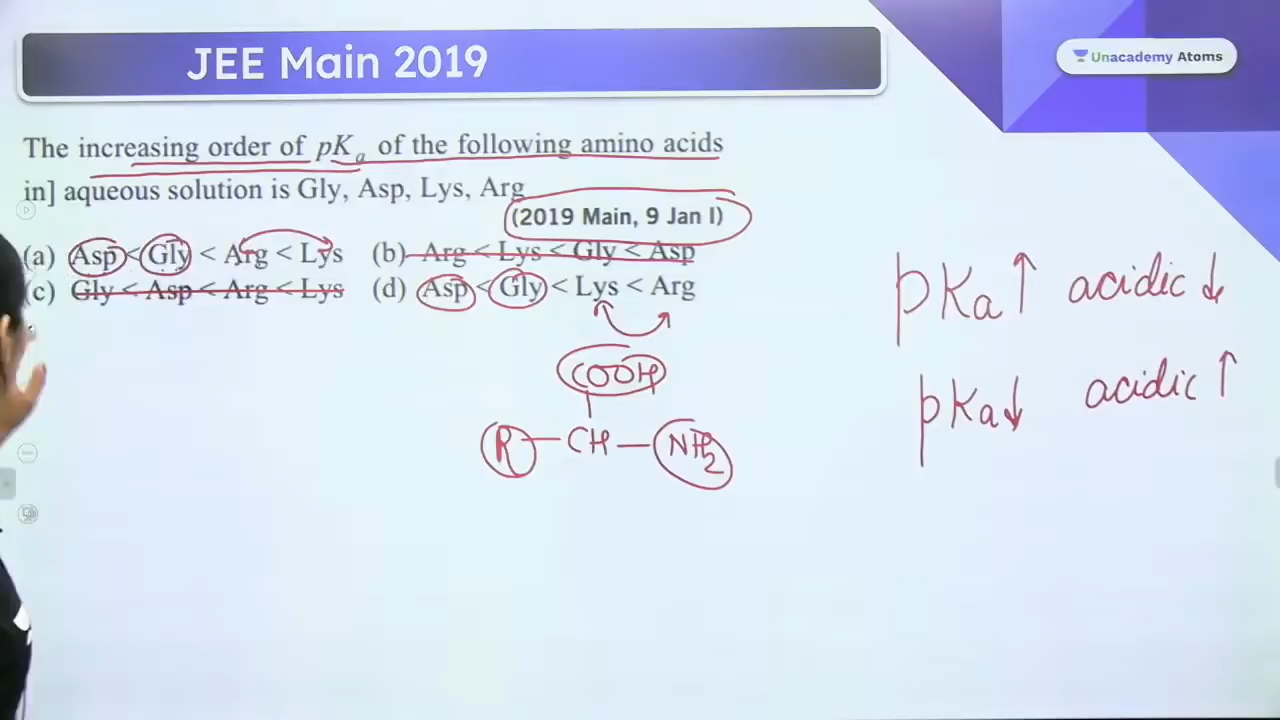 JEE Main 2019
Unacademy Atoms
The increasing order of pKa of the following amino acids
in] aqueous solution is Gly, Asp, Lys, Arg
(2019 Main, 9 Jan I)
(a) Asp < Gly < Arg < Lys (b) Arg < Lys < Gly < Asp
(c) Gly < Asp < Arg < Lys (d) Asp < Gly < Lys < Arg
pKa↑ acidic ↓
pKa↓ acidic ↑
COOH
R — CH — NH2